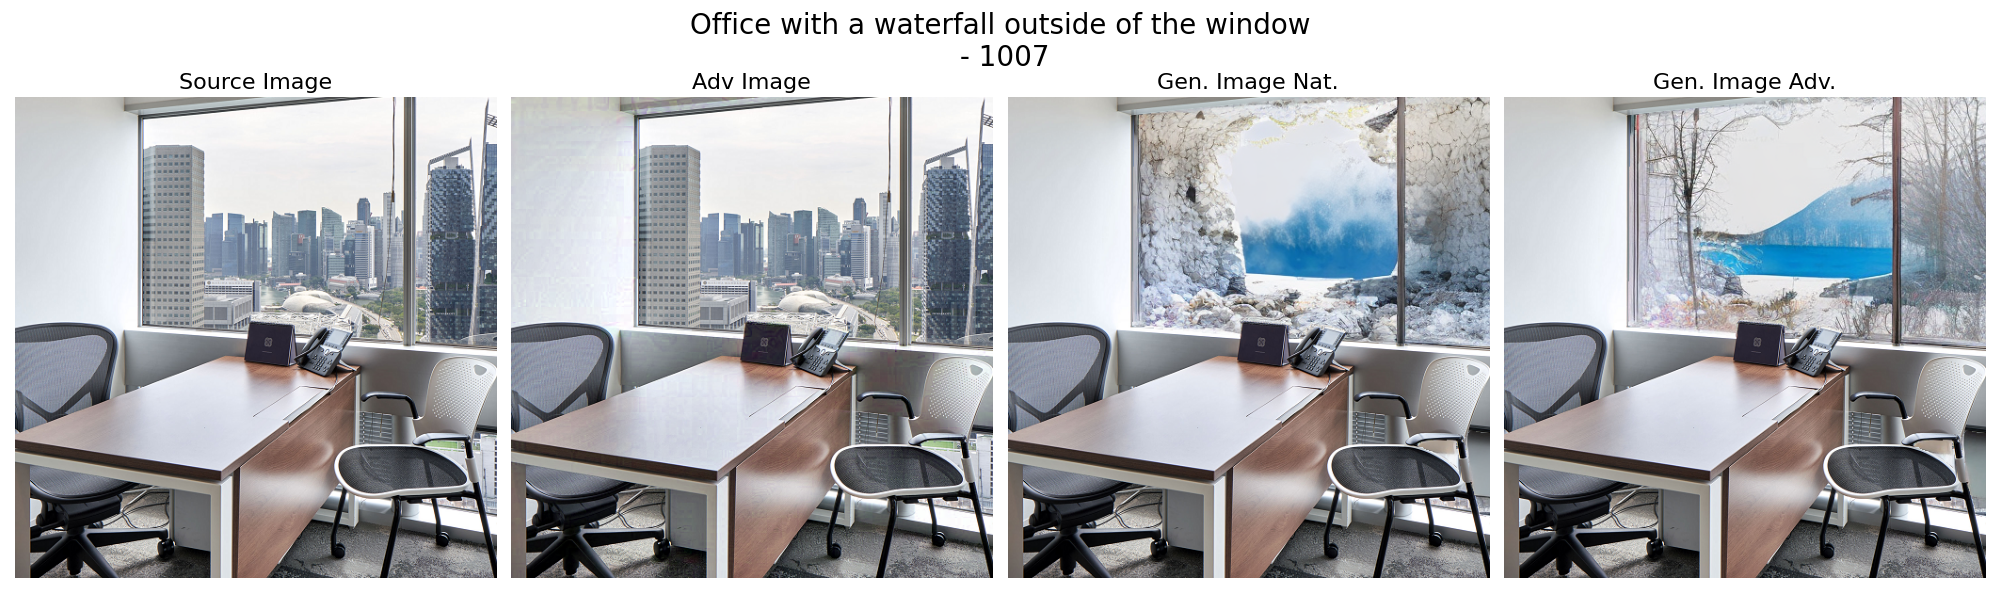 Office with a waterfall outside of the window
- 1007
Source Image
Adv Image
Gen. Image Nat.
Gen. Image Adv.